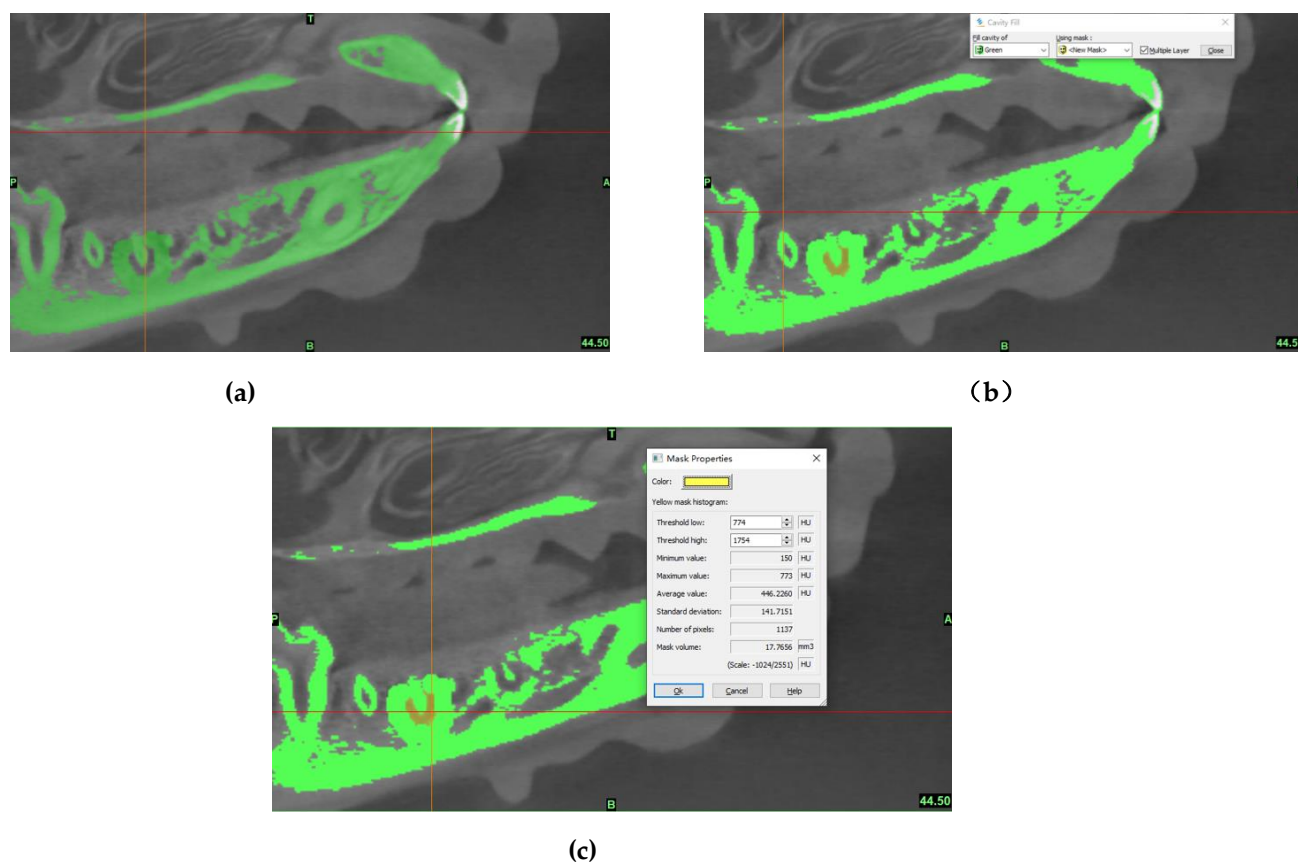 T
P
A
B
44.50
(a)
Cavity Fill
Fill cavity of
Using mask :
Green
<New Mask>
Multiple Layer
Close
P
B
44.5
（b）
T
P
A
B
44.50
Mask Properties
Color:
Yellow mask histogram:
Threshold low: 774 HU
Threshold high: 1754 HU
Minimum value: 150 HU
Maximum value: 773 HU
Average value: 446.2260 HU
Standard deviation: 141.7151
Number of pixels: 1137
Mask volume: 17.7656 mm3
(Scale: -1024/2551) HU
Ok Cancel Help
(c)